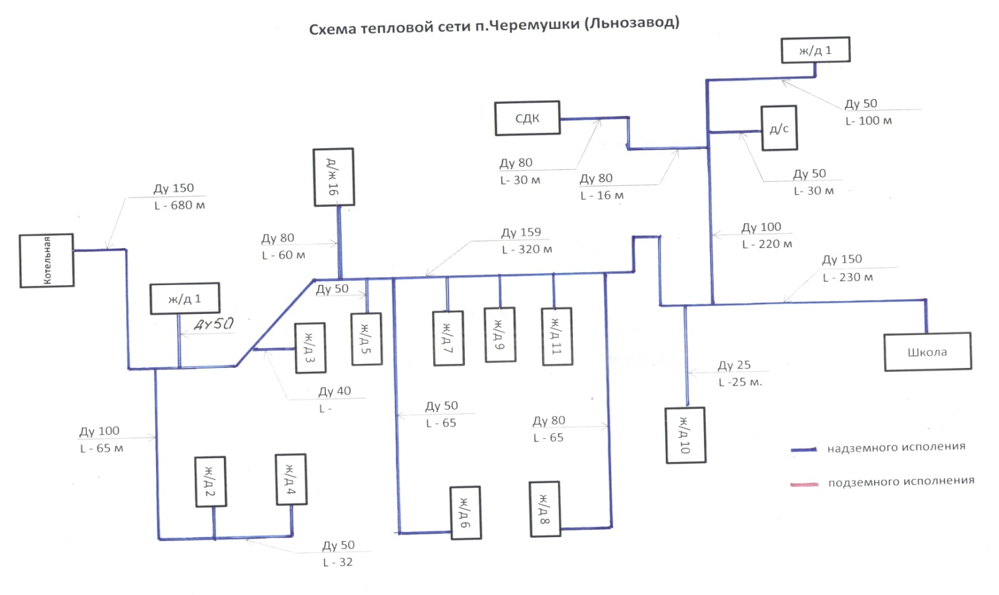 Схема тепловой сети п.Черемушки (Льнозавод)
ж/д 1
Ду 50
L- 100 м
СДК
д/с
Ду 80
L- 30 м
Ду 80
L - 16 м
Ду 50
L- 30 м
д/ж 16
Ду 150
L - 680 м
Котельная
Ду 80
L - 60 м
Ду 159
L - 320 м
Ду 100
L - 220 м
Ду 150
L - 230 м
ж/д 1
Ду 50
Ду 50
ж/д 3
ж/д 5
ж/д 7
ж/д 9
ж/д 11
Школа
Ду 40
L -
Ду 25
L -25 м.
Ду 50
L - 65
Ду 80
L - 65
ж/д 10
Ду 100
L - 65 м
ж/д 2
ж/д 4
ж/д 6
ж/д 8
Ду 50
L - 32
надземного исполения
подземного исполнения